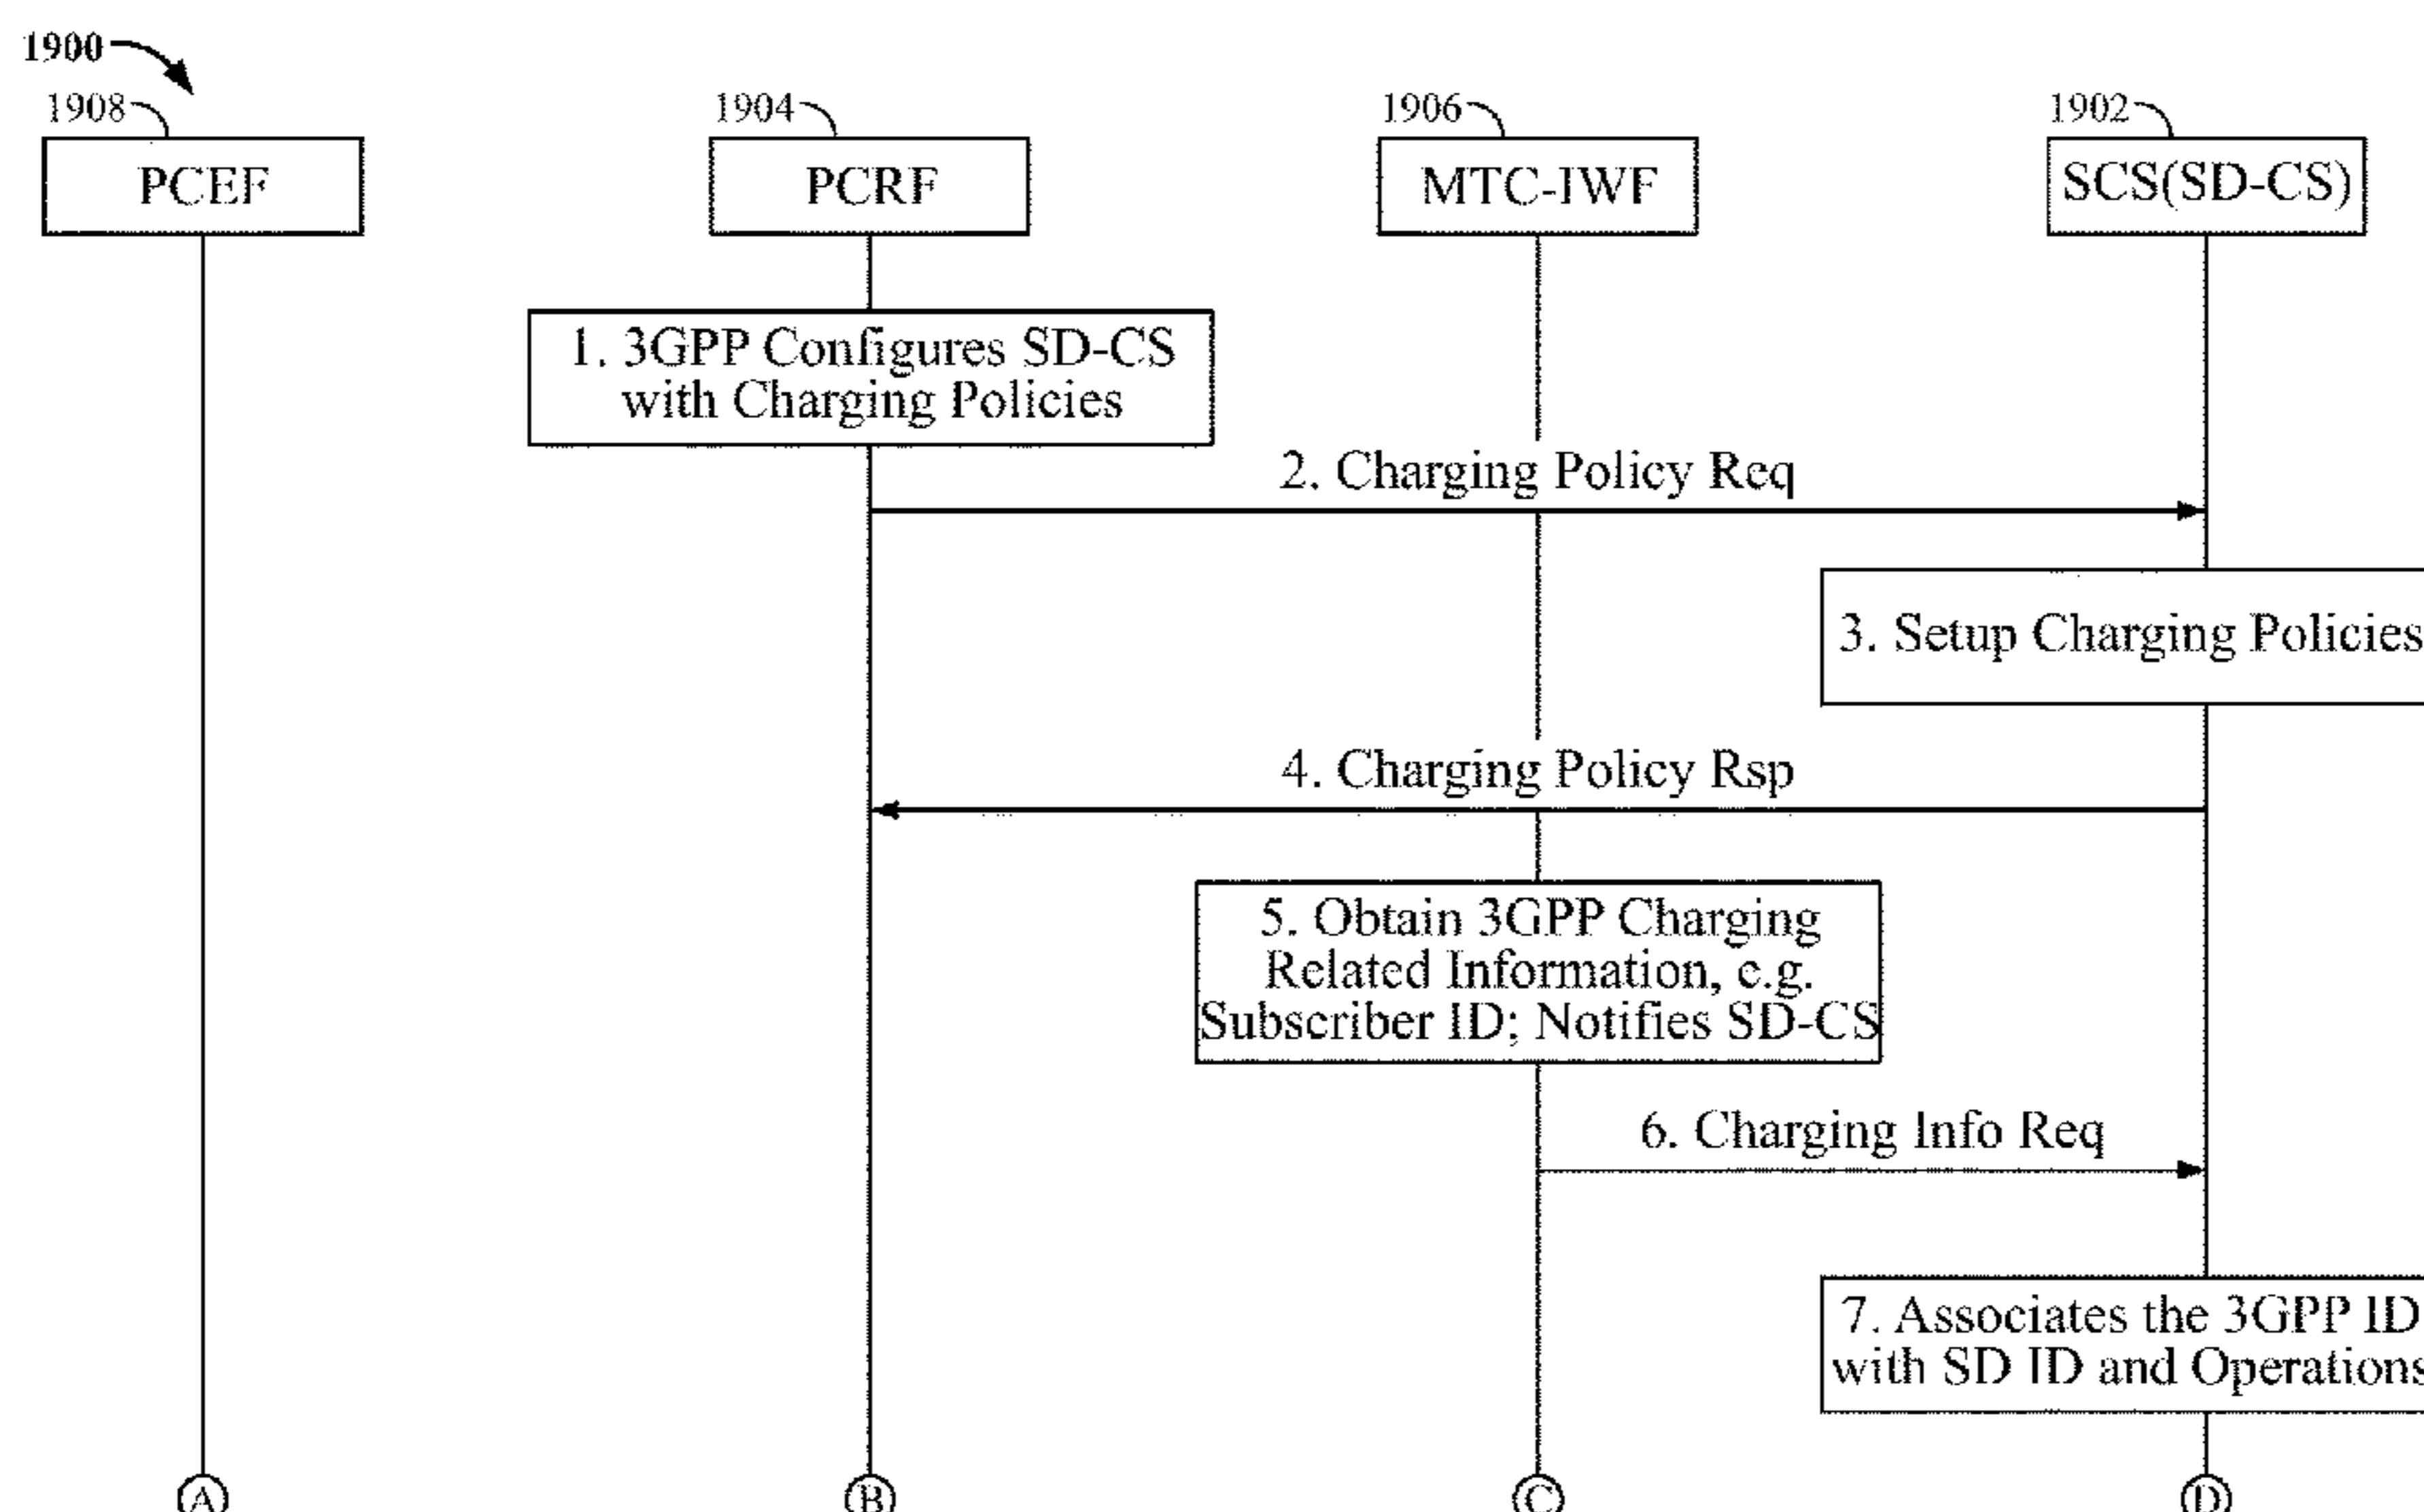 1900
1908
1904
1906
1902
PCEF
PCRF
MTC-IWF
SCS(SD-CS)
1. 3GPP Configures SD-CS
with Charging Policies
2. Charging Policy Req
3. Setup Charging Policies
4. Charging Policy Rsp
5. Obtain 3GPP Charging
Related Information, e.g.
Subscriber ID; Notifies SD-CS
6. Charging Info Req
7. Associates the 3GPP ID
with SD ID and Operations
A
B
C
D